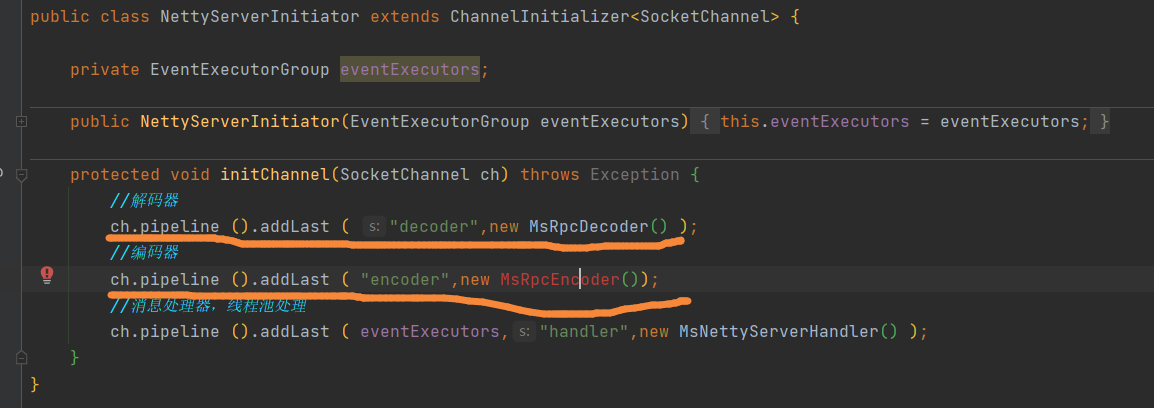 public class NettyServerInitiator extends ChannelInitializer<SocketChannel> {
private EventExecutorGroup eventExecutors;
public NettyServerInitiator(EventExecutorGroup eventExecutors) { this.eventExecutors = eventExecutors; }
protected void initChannel(SocketChannel ch) throws Exception {
//解码器
ch.pipeline ().addLast ( s: "decoder",new MsRpcDecoder() );
//编码器
ch.pipeline ().addLast ( "encoder",new MsRpcEncoder());
//消息处理器，线程池处理
ch.pipeline ().addLast ( eventExecutors, s: "handler",new MsNettyServerHandler() );
}
}